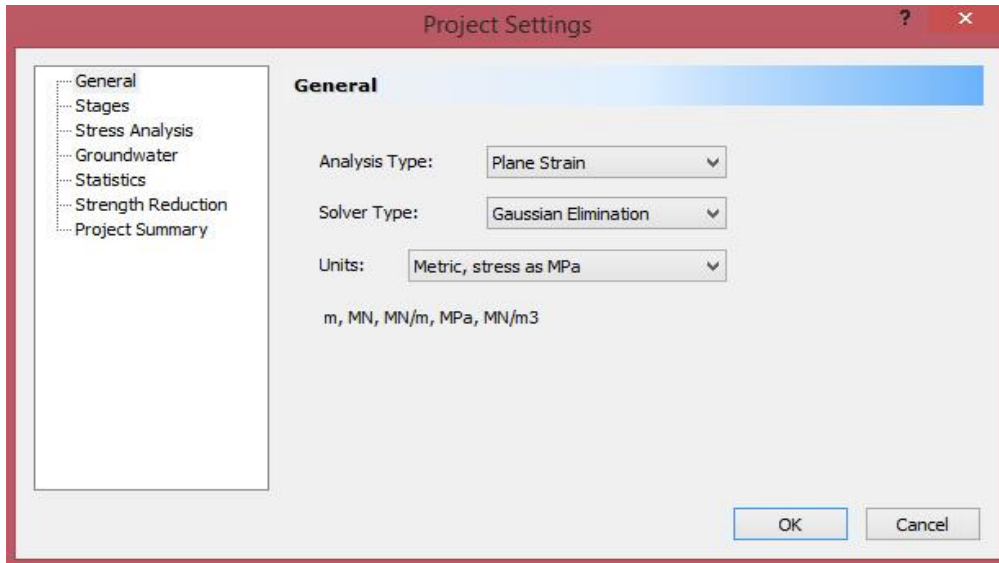 Project Settings
?
×
General
Stages
Stress Analysis
Groundwater
Statistics
Strength Reduction
Project Summary
General
Analysis Type: Plane Strain
Solver Type: Gaussian Elimination
Units: Metric, stress as MPa
m, MN, MN/m, MPa, MN/m3
OK Cancel